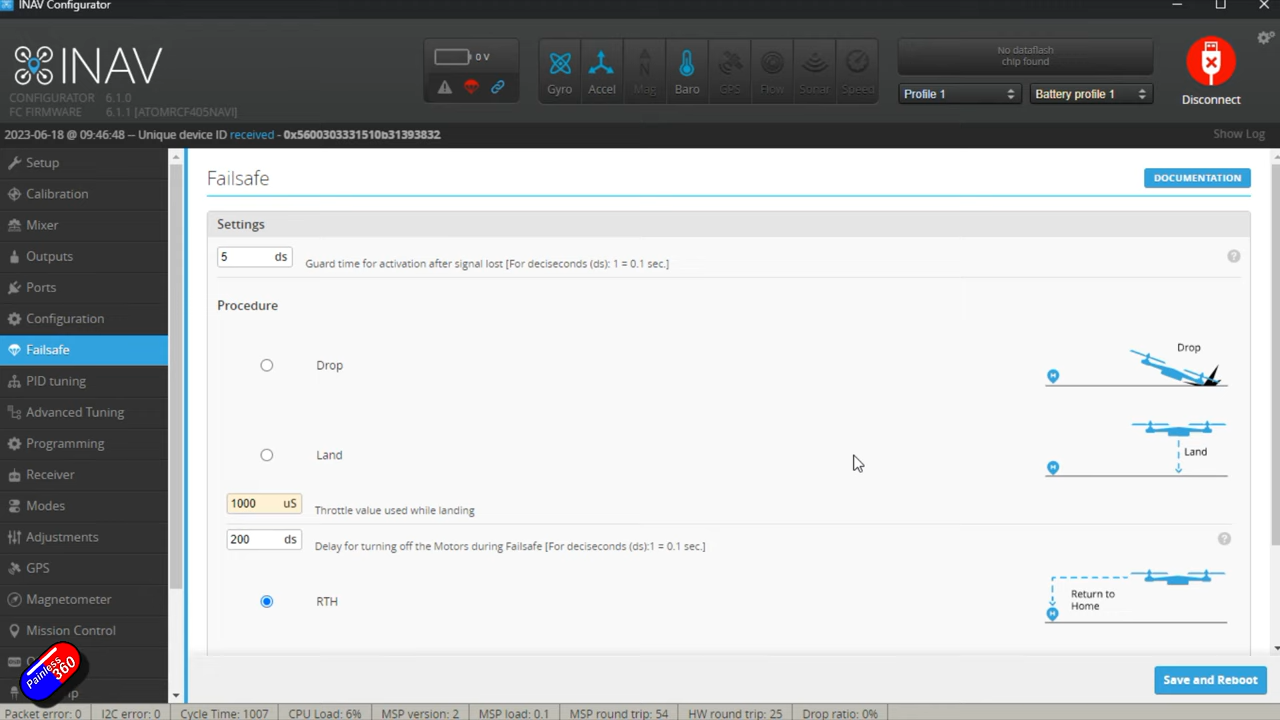 INAV Configurator
INAV
CONFIGURATOR 6.1.0
FC FIRMWARE 6.1.1 [ATOMRCF405NAVI]
0 V
Gyro
Accel
Mag
Baro
GPS
Flow
Sonar
Speed
No dataflash
chip found
Profile 1
Battery profile 1
Disconnect
2023-06-18 @ 09:46:48 -- Unique device ID received - 0x5600303331510b31393832
Show Log
Setup
Calibration
Mixer
Outputs
Ports
Configuration
Failsafe
PID tuning
Advanced Tuning
Programming
Receiver
Modes
Adjustments
GPS
Magnetometer
Mission Control
Painless
360
Failsafe
DOCUMENTATION
Settings
5 ds Guard time for activation after signal lost [For deciseconds (ds): 1 = 0.1 sec.] ?
Procedure
Drop
Drop
H
Land
Land
H
1000 uS Throttle value used while landing
200 ds Delay for turning off the Motors during Failsafe [For deciseconds (ds):1 = 0.1 sec.] ?
RTH
Return to
Home
H
Save and Reboot
Packet error: 0 I2C error: 0 Cycle Time: 1007 CPU Load: 6% MSP version: 2 MSP load: 0.1 MSP round trip: 54 HW round trip: 25 Drop ratio: 0%